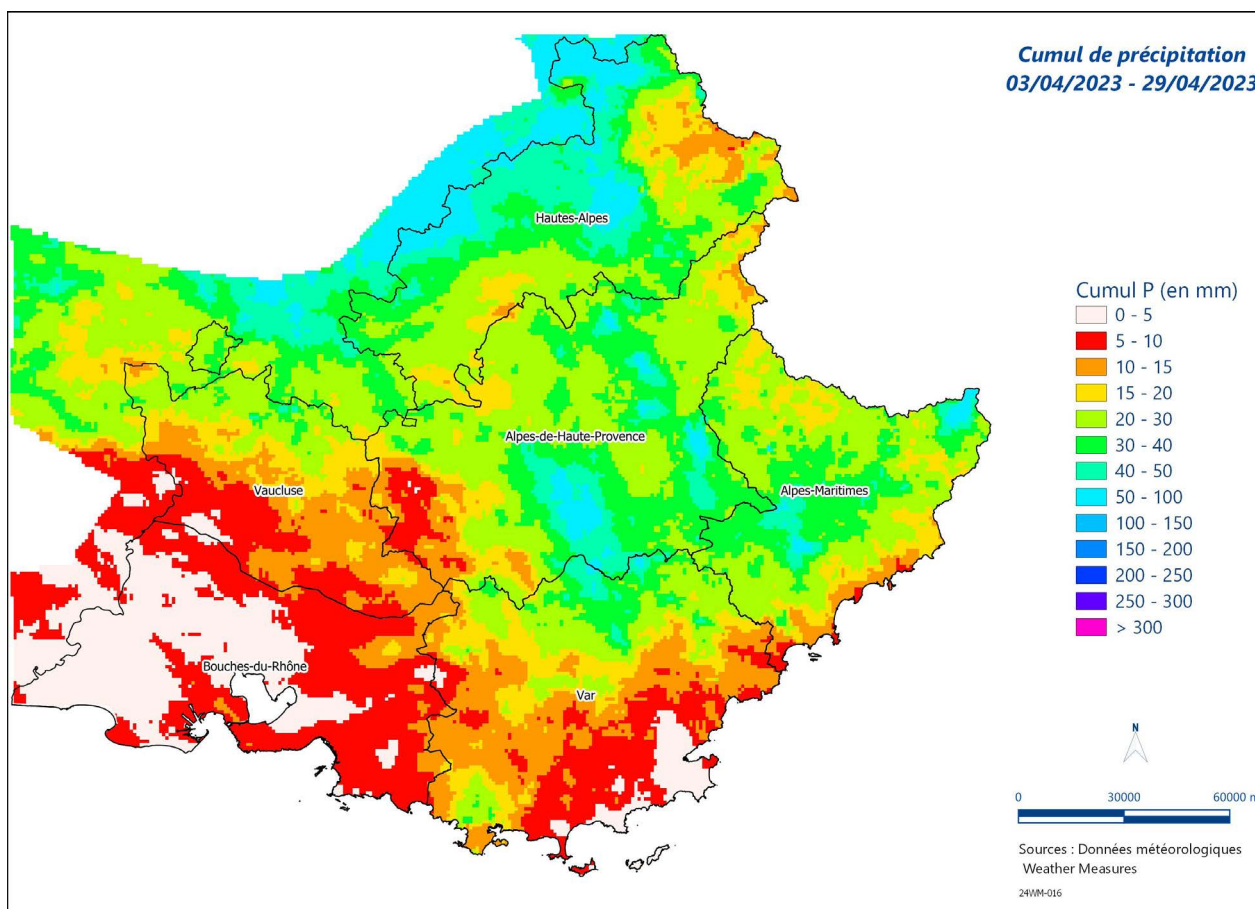 Cumul de précipitation
03/04/2023 - 29/04/2023
Hautes-Alpes
Cumul P (en mm)
0 - 5
5 - 10
10 - 15
15 - 20
20 - 30
30 - 40
40 - 50
50 - 100
100 - 150
150 - 200
200 - 250
250 - 300
> 300
Alpes-de-Haute-Provence
Vaucluse
Alpes-Maritimes
Bouches-du-Rhône
Var
N
0 30000 60000 m
Sources : Données météorologiques
Weather Measures
24WM-016